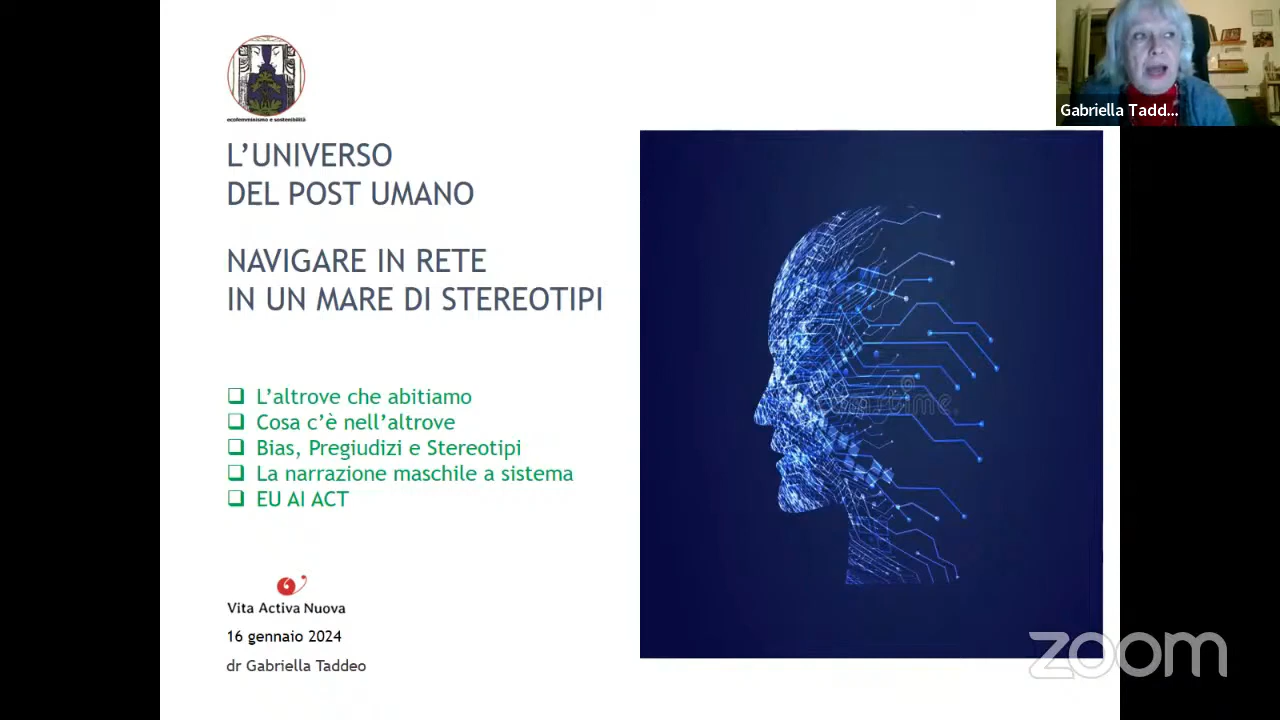 Gabriella Tadd...
ecofemminismo e sostenibilità
L'UNIVERSO
DEL POST UMANO
NAVIGARE IN RETE
IN UN MARE DI STEREOTIPI
❑ L'altrove che abitiamo
❑ Cosa c'è nell'altrove
❑ Bias, Pregiudizi e Stereotipi
❑ La narrazione maschile a sistema
❑ EU AI ACT
Vita Activa Nuova
16 gennaio 2024
dr Gabriella Taddeo
zoom